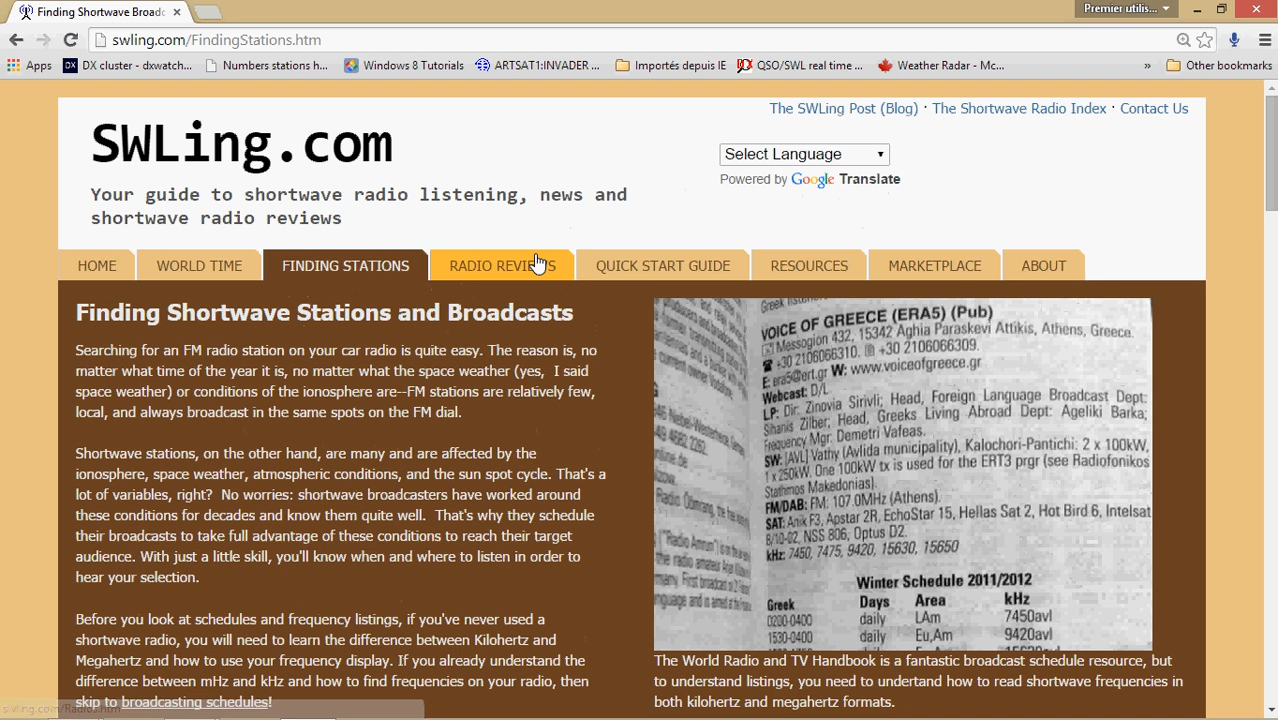 Finding Shortwave Broadc
Premier utilis...
swling.com/FindingStations.htm
Apps DX cluster - dxwatch... Numbers stations h... Windows 8 Tutorials ARTSAT1:INVADER ... Importés depuis IE QSO/SWL real time ... Weather Radar - Mc... » Other bookmarks
The SWLing Post (Blog) · The Shortwave Radio Index · Contact Us
SWLing.com
Select Language
Powered by Google Translate
Your guide to shortwave radio listening, news and
shortwave radio reviews
HOME WORLD TIME FINDING STATIONS RADIO REVIEWS QUICK START GUIDE RESOURCES MARKETPLACE ABOUT
Finding Shortwave Stations and Broadcasts
Searching for an FM radio station on your car radio is quite easy. The reason is, no
matter what time of the year it is, no matter what the space weather (yes, I said
space weather) or conditions of the ionosphere are--FM stations are relatively few,
local, and always broadcast in the same spots on the FM dial.
Shortwave stations, on the other hand, are many and are affected by the
ionosphere, space weather, atmospheric conditions, and the sun spot cycle. That's a
lot of variables, right? No worries: shortwave broadcasters have worked around
these conditions for decades and know them quite well. That's why they schedule
their broadcasts to take full advantage of these conditions to reach their target
audience. With just a little skill, you'll know when and where to listen in order to
hear your selection.
Before you look at schedules and frequency listings, if you've never used a
shortwave radio, you will need to learn the difference between Kilohertz and
Megahertz and how to use your frequency display. If you already understand the
difference between mHz and kHz and how to find frequencies on your radio, then
skip to broadcasting schedules!
swling.com/Radios.htm
VOICE OF GREECE (ERA5) (Pub)
Messogion 432, 15342 Aghia Paraskevi Attikis, Athens, Greece.
+30 2106066310. +30 2106066309.
E: era5@ert.gr W: www.voiceofgreece.gr
Webcast: D/L
LP: Dir: Zinovia Sirivli; Head, Foreign Language Broadcast Dept:
Sihanis Zilber; Head, Greeks Living Abroad Dept: Ageliki Barka;
Frequency Mgr: Demetri Vafeas.
SW: [AVL] Vathy (Avlida municipality), Kalochori-Pantichi: 2 x 100kW,
1 x 250kW. One 100kW tx is used for the ERT3 prgr (see Radiofonikos
Stathmos Makedonias).
FM/DAB: FM: 107.0MHz (Athens).
SAT: Anik F3, Apstar 2R, EchoStar 15, Hellas Sat 2, Hot Bird 6, Intelsat
8/10-02, NSS 806, Optus D2.
kHz: 7450, 7475, 9420, 15630, 15650
Winter Schedule 2011/2012
Greek Days Area kHz
0200-0400 daily LAm 7450avl
1530-0400 daily Eu,Am 9420avl
The World Radio and TV Handbook is a fantastic broadcast schedule resource, but
to understand listings, you need to undertand how to read shortwave frequencies in
both kilohertz and megahertz formats.